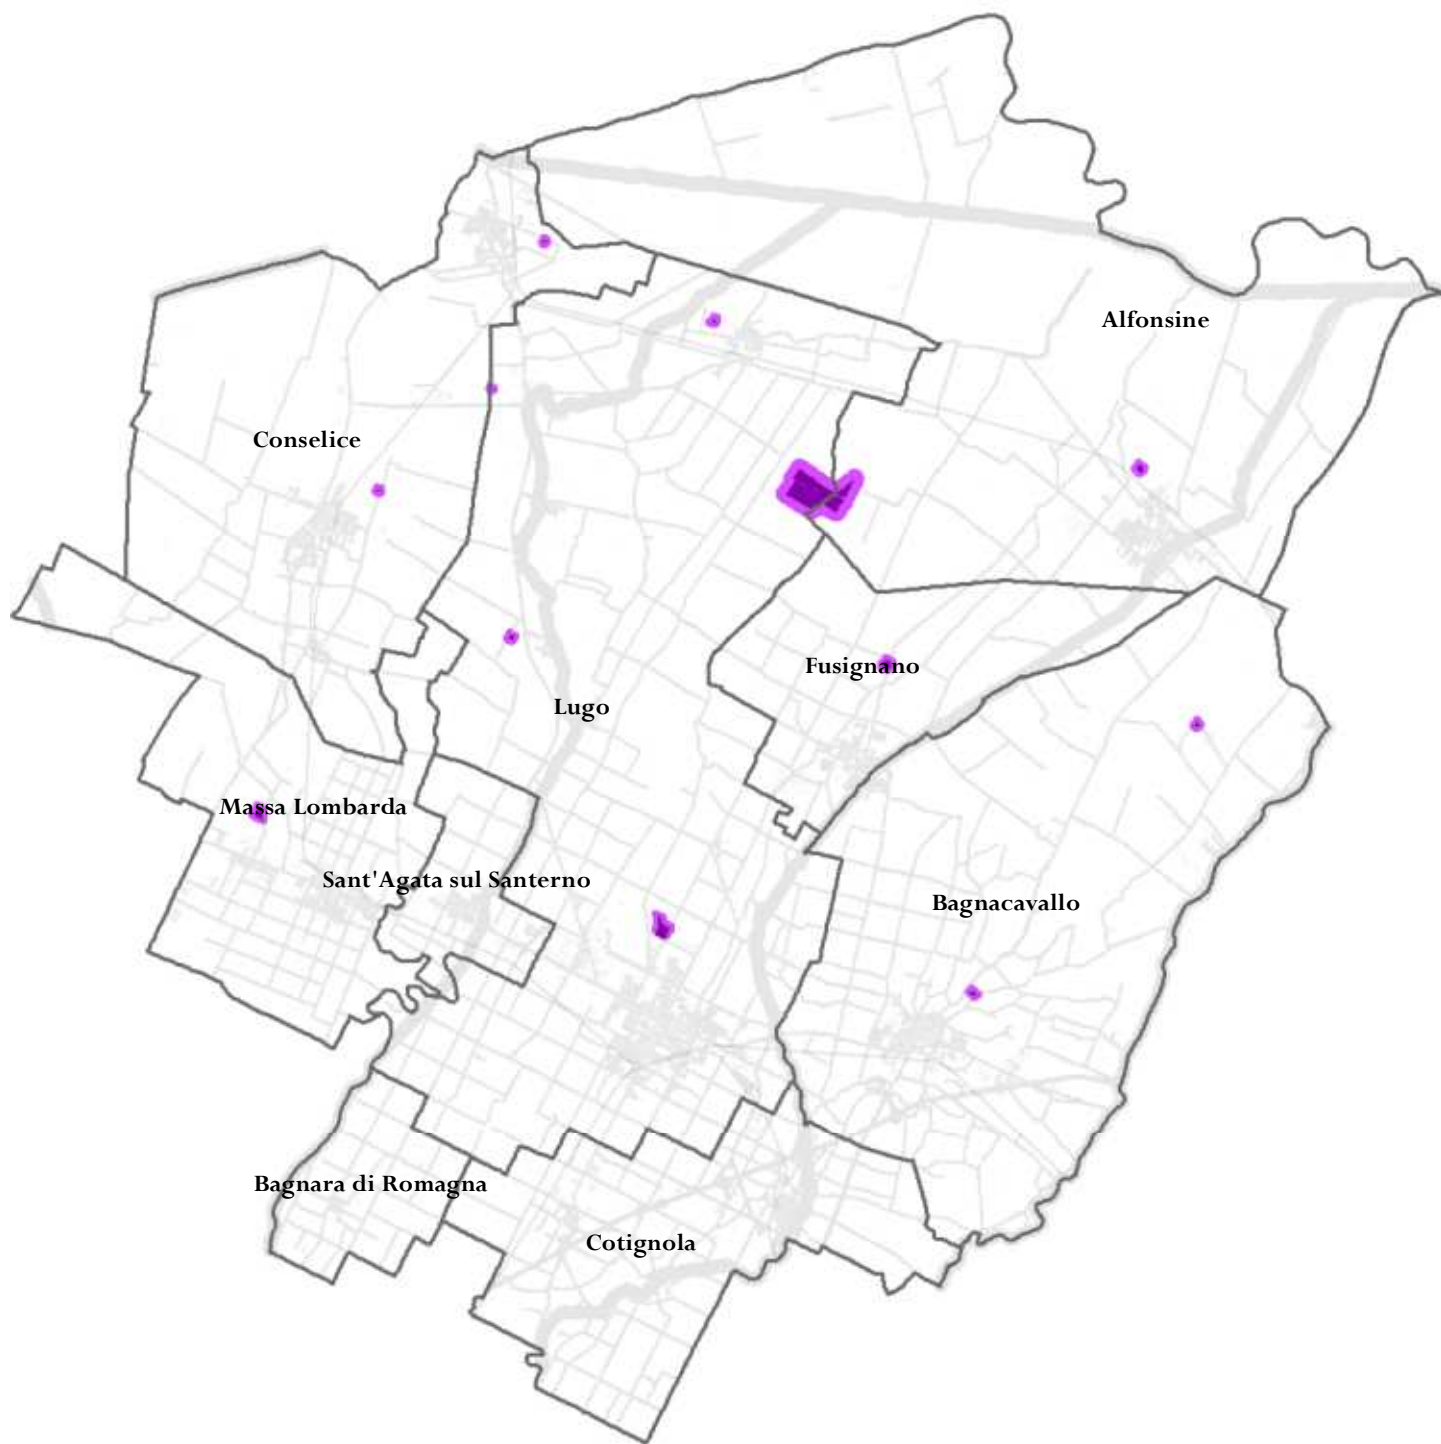 Alfonsine
Conselice
Fusignano
Lugo
Massa Lombarda
Sant'Agata sul Santerno
Bagnacavallo
Bagnara di Romagna
Cotignola